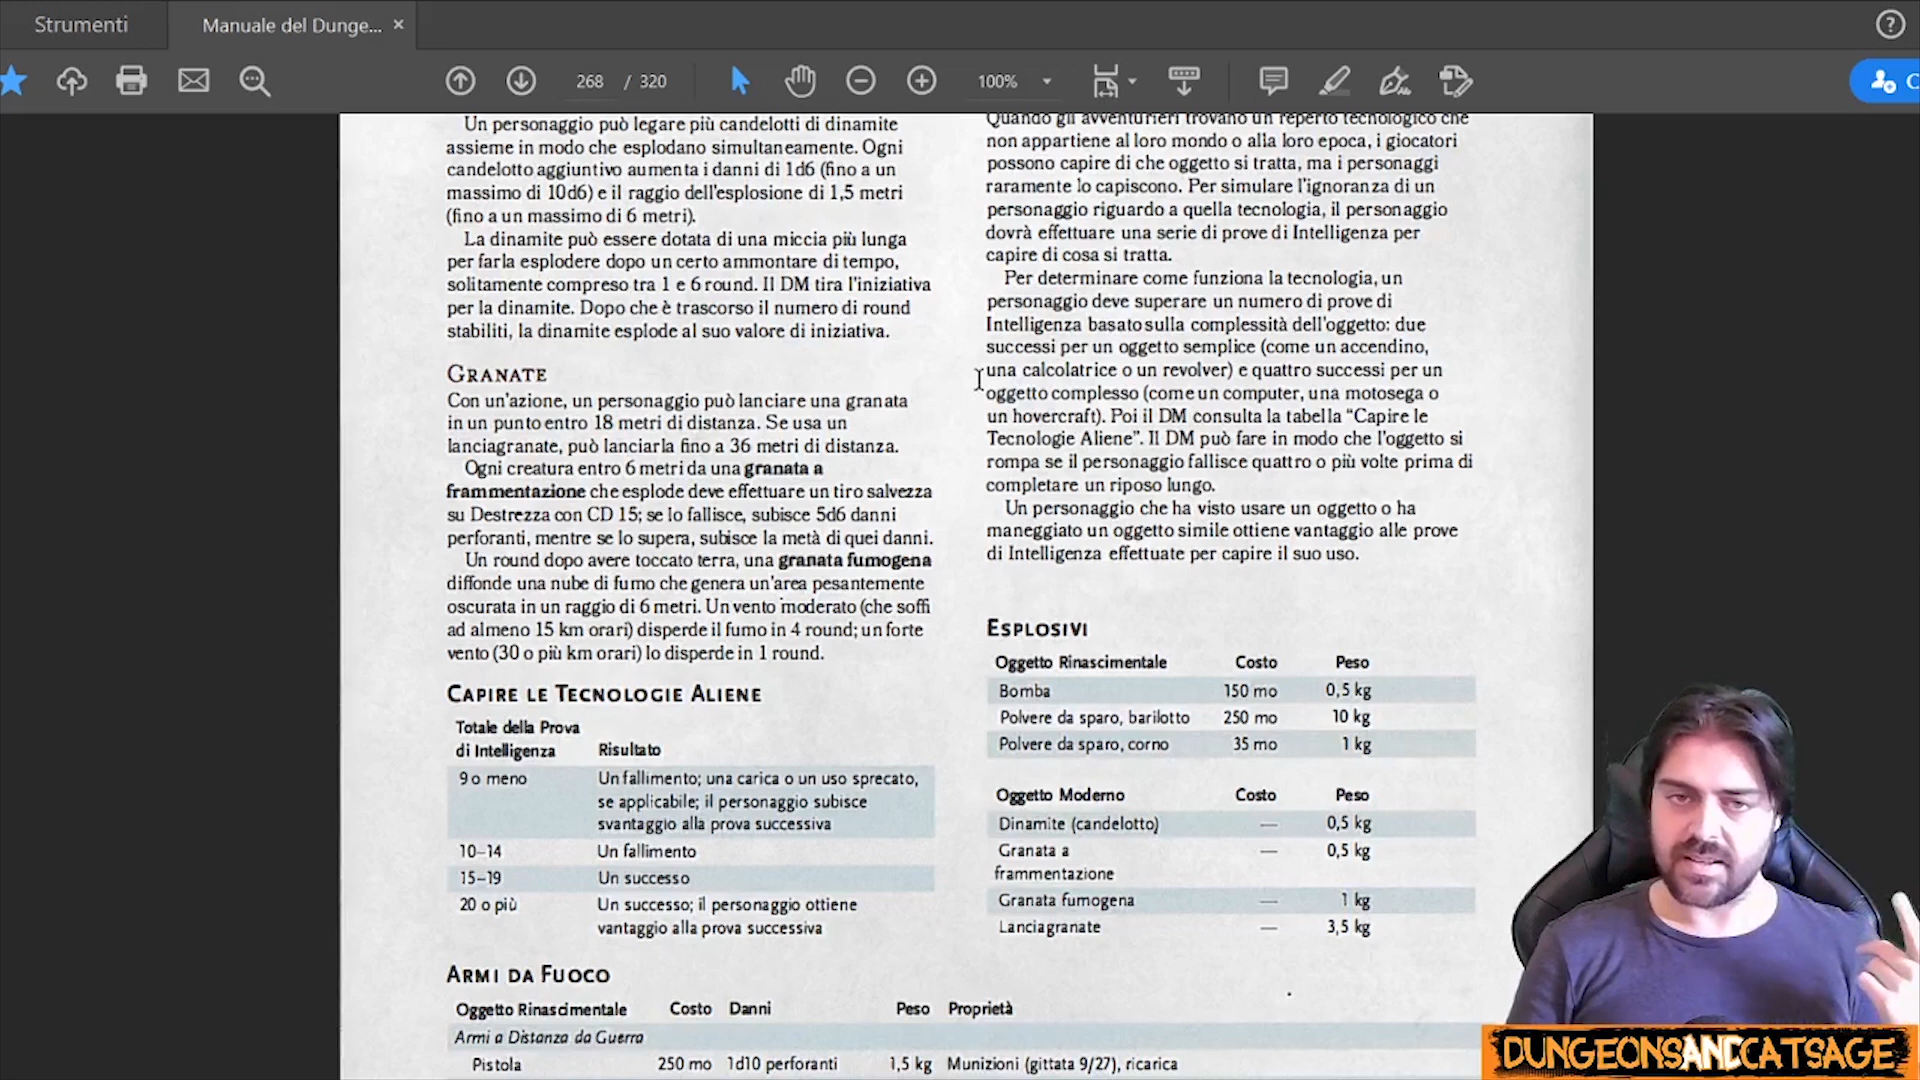 Strumenti
Manuale del Dunge...
268 / 320
100%
C
Un personaggio può legare più candelotti di dinamite
assieme in modo che esplodano simultaneamente. Ogni
candelotto aggiuntivo aumenta i danni di 1d6 (fino a un
massimo di 10d6) e il raggio dell'esplosione di 1,5 metri
(fino a un massimo di 6 metri).
La dinamite può essere dotata di una miccia più lunga
per farla esplodere dopo un certo ammontare di tempo,
solitamente compreso tra 1 e 6 round. Il DM tira l'iniziativa
per la dinamite. Dopo che è trascorso il numero di round
stabiliti, la dinamite esplode al suo valore di iniziativa.
GRANATE
Con un'azione, un personaggio può lanciare una granata
in un punto entro 18 metri di distanza. Se usa un
lanciagranate, può lanciarla fino a 36 metri di distanza.
Ogni creatura entro 6 metri da una granata a
frammentazione che esplode deve effettuare un tiro salvezza
su Destrezza con CD 15; se lo fallisce, subisce 5d6 danni
perforanti, mentre se lo supera, subisce la metà di quei danni.
Un round dopo avere toccato terra, una granata fumogena
diffonde una nube di fumo che genera un'area pesantemente
oscurata in un raggio di 6 metri. Un vento moderato (che soffi
ad almeno 15 km orari) disperde il fumo in 4 round; un forte
vento (30 o più km orari) lo disperde in 1 round.
CAPIRE LE TECNOLOGIE ALIENE
Totale della Prova
di Intelligenza Risultato
9 o meno Un fallimento; una carica o un uso sprecato,
se applicabile; il personaggio subisce
svantaggio alla prova successiva
10–14 Un fallimento
15–19 Un successo
20 o più Un successo; il personaggio ottiene
vantaggio alla prova successiva
Quando gli avventurieri trovano un reperto tecnologico che
non appartiene al loro mondo o alla loro epoca, i giocatori
possono capire di che oggetto si tratta, ma i personaggi
raramente lo capiscono. Per simulare l'ignoranza di un
personaggio riguardo a quella tecnologia, il personaggio
dovrà effettuare una serie di prove di Intelligenza per
capire di cosa si tratta.
Per determinare come funziona la tecnologia, un
personaggio deve superare un numero di prove di
Intelligenza basato sulla complessità dell'oggetto: due
successi per un oggetto semplice (come un accendino,
una calcolatrice o un revolver) e quattro successi per un
oggetto complesso (come un computer, una motosega o
un hovercraft). Poi il DM consulta la tabella “Capire le
Tecnologie Aliene”. Il DM può fare in modo che l'oggetto si
rompa se il personaggio fallisce quattro o più volte prima di
completare un riposo lungo.
Un personaggio che ha visto usare un oggetto o ha
maneggiato un oggetto simile ottiene vantaggio alle prove
di Intelligenza effettuate per capire il suo uso.
ESPLOSIVI
Oggetto Rinascimentale Costo Peso
Bomba 150 mo 0,5 kg
Polvere da sparo, barilotto 250 mo 10 kg
Polvere da sparo, corno 35 mo 1 kg
Oggetto Moderno Costo Peso
Dinamite (candelotto) — 0,5 kg
Granata a — 0,5 kg
frammentazione
Granata fumogena — 1 kg
Lanciagranate — 3,5 kg
ARMI DA FUOCO
Oggetto Rinascimentale Costo Danni Peso Proprietà
Armi a Distanza da Guerra
Pistola 250 mo 1d10 perforanti 1,5 kg Munizioni (gittata 9/27), ricarica
DUNGEONSANDCATSAGE